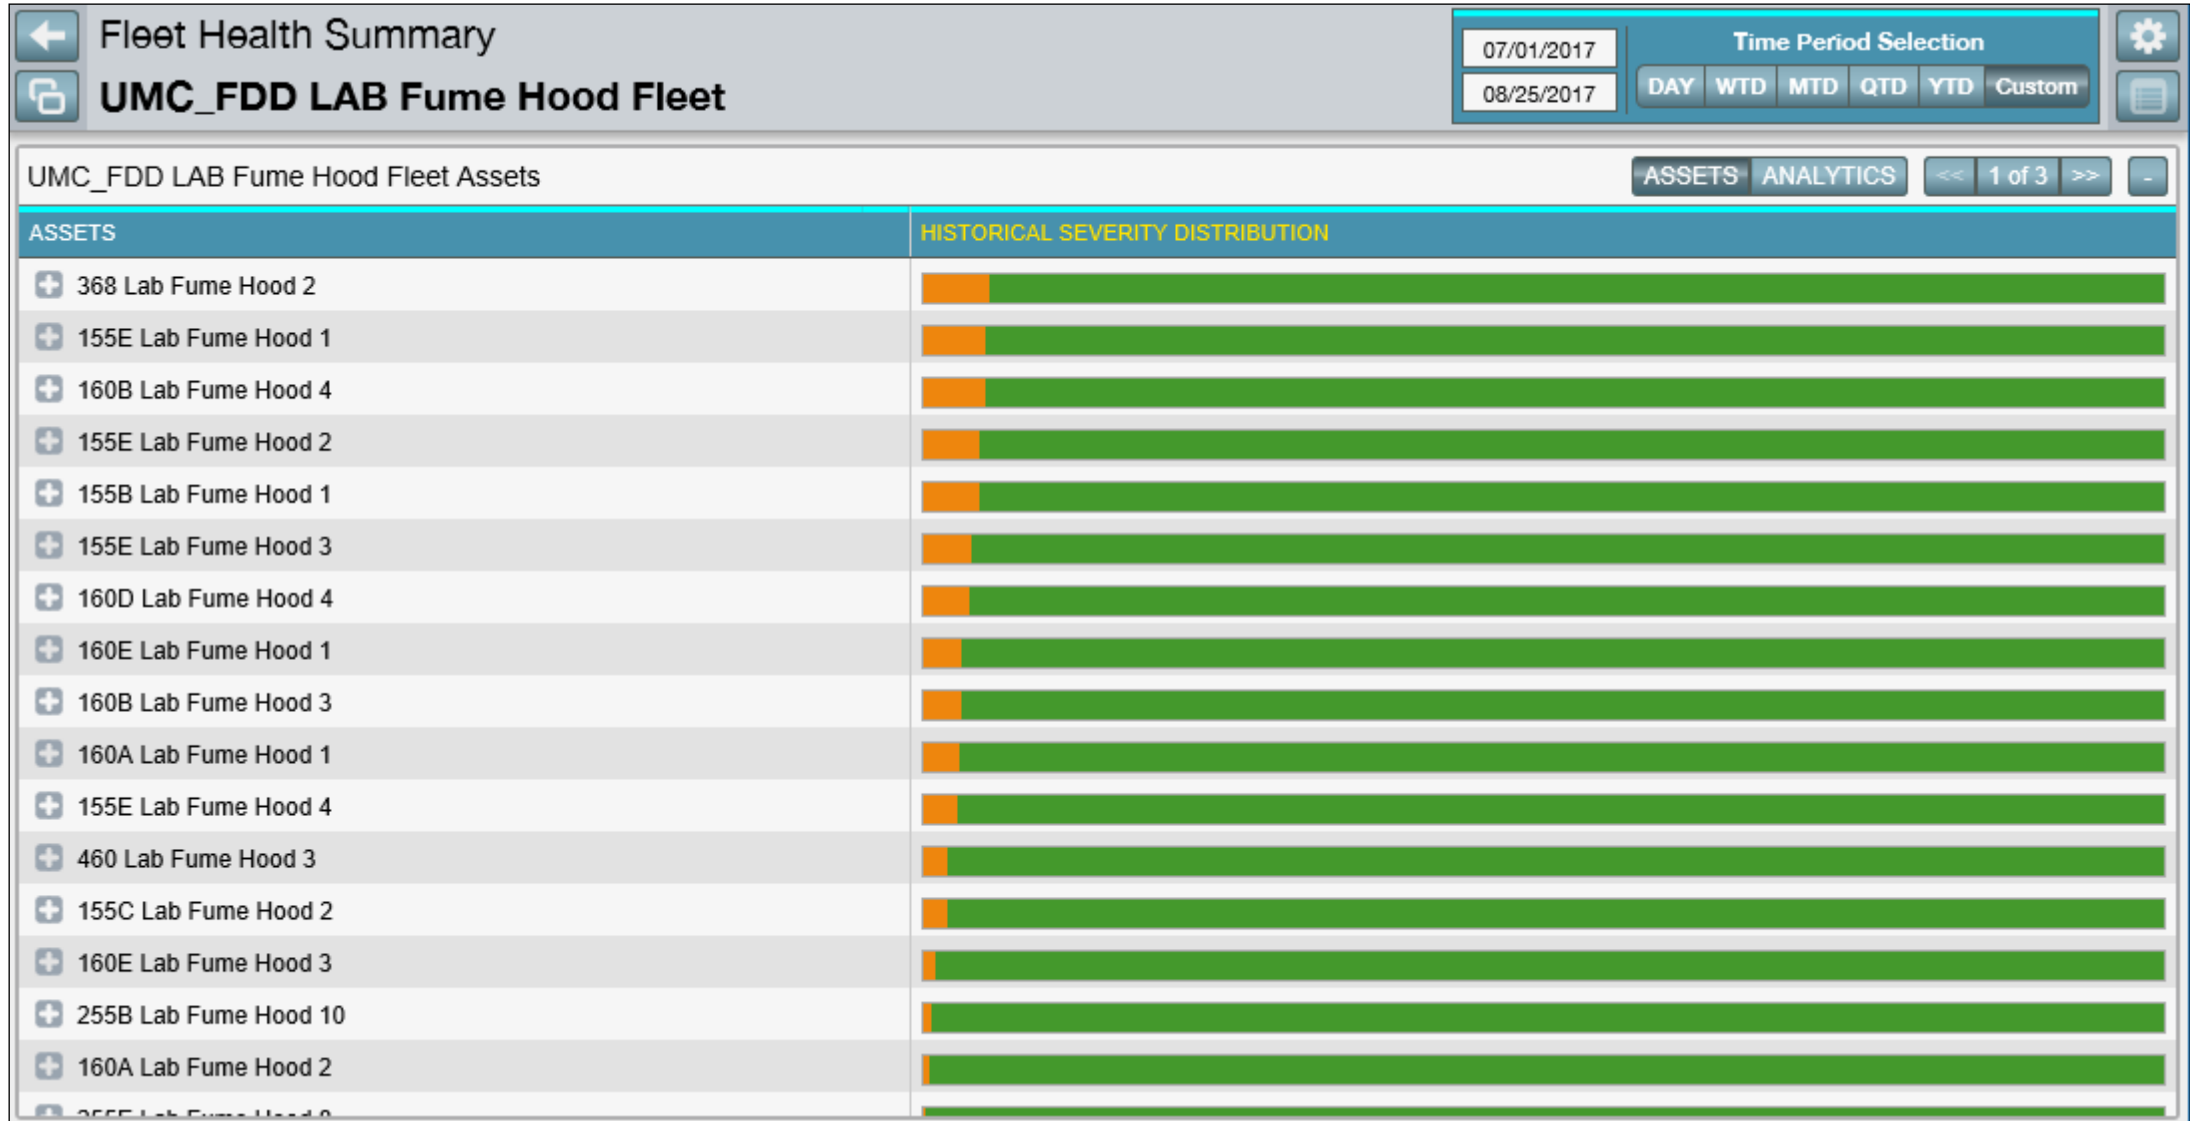 Fleet Health Summary
UMC_FDD LAB Fume Hood Fleet
07/01/2017
08/25/2017
Time Period Selection
DAY WTD MTD QTD YTD Custom
UMC_FDD LAB Fume Hood Fleet Assets
ASSETS ANALYTICS << 1 of 3 >> -
ASSETS HISTORICAL SEVERITY DISTRIBUTION
368 Lab Fume Hood 2
155E Lab Fume Hood 1
160B Lab Fume Hood 4
155E Lab Fume Hood 2
155B Lab Fume Hood 1
155E Lab Fume Hood 3
160D Lab Fume Hood 4
160E Lab Fume Hood 1
160B Lab Fume Hood 3
160A Lab Fume Hood 1
155E Lab Fume Hood 4
460 Lab Fume Hood 3
155C Lab Fume Hood 2
160E Lab Fume Hood 3
255B Lab Fume Hood 10
160A Lab Fume Hood 2
Lab Fume Hood